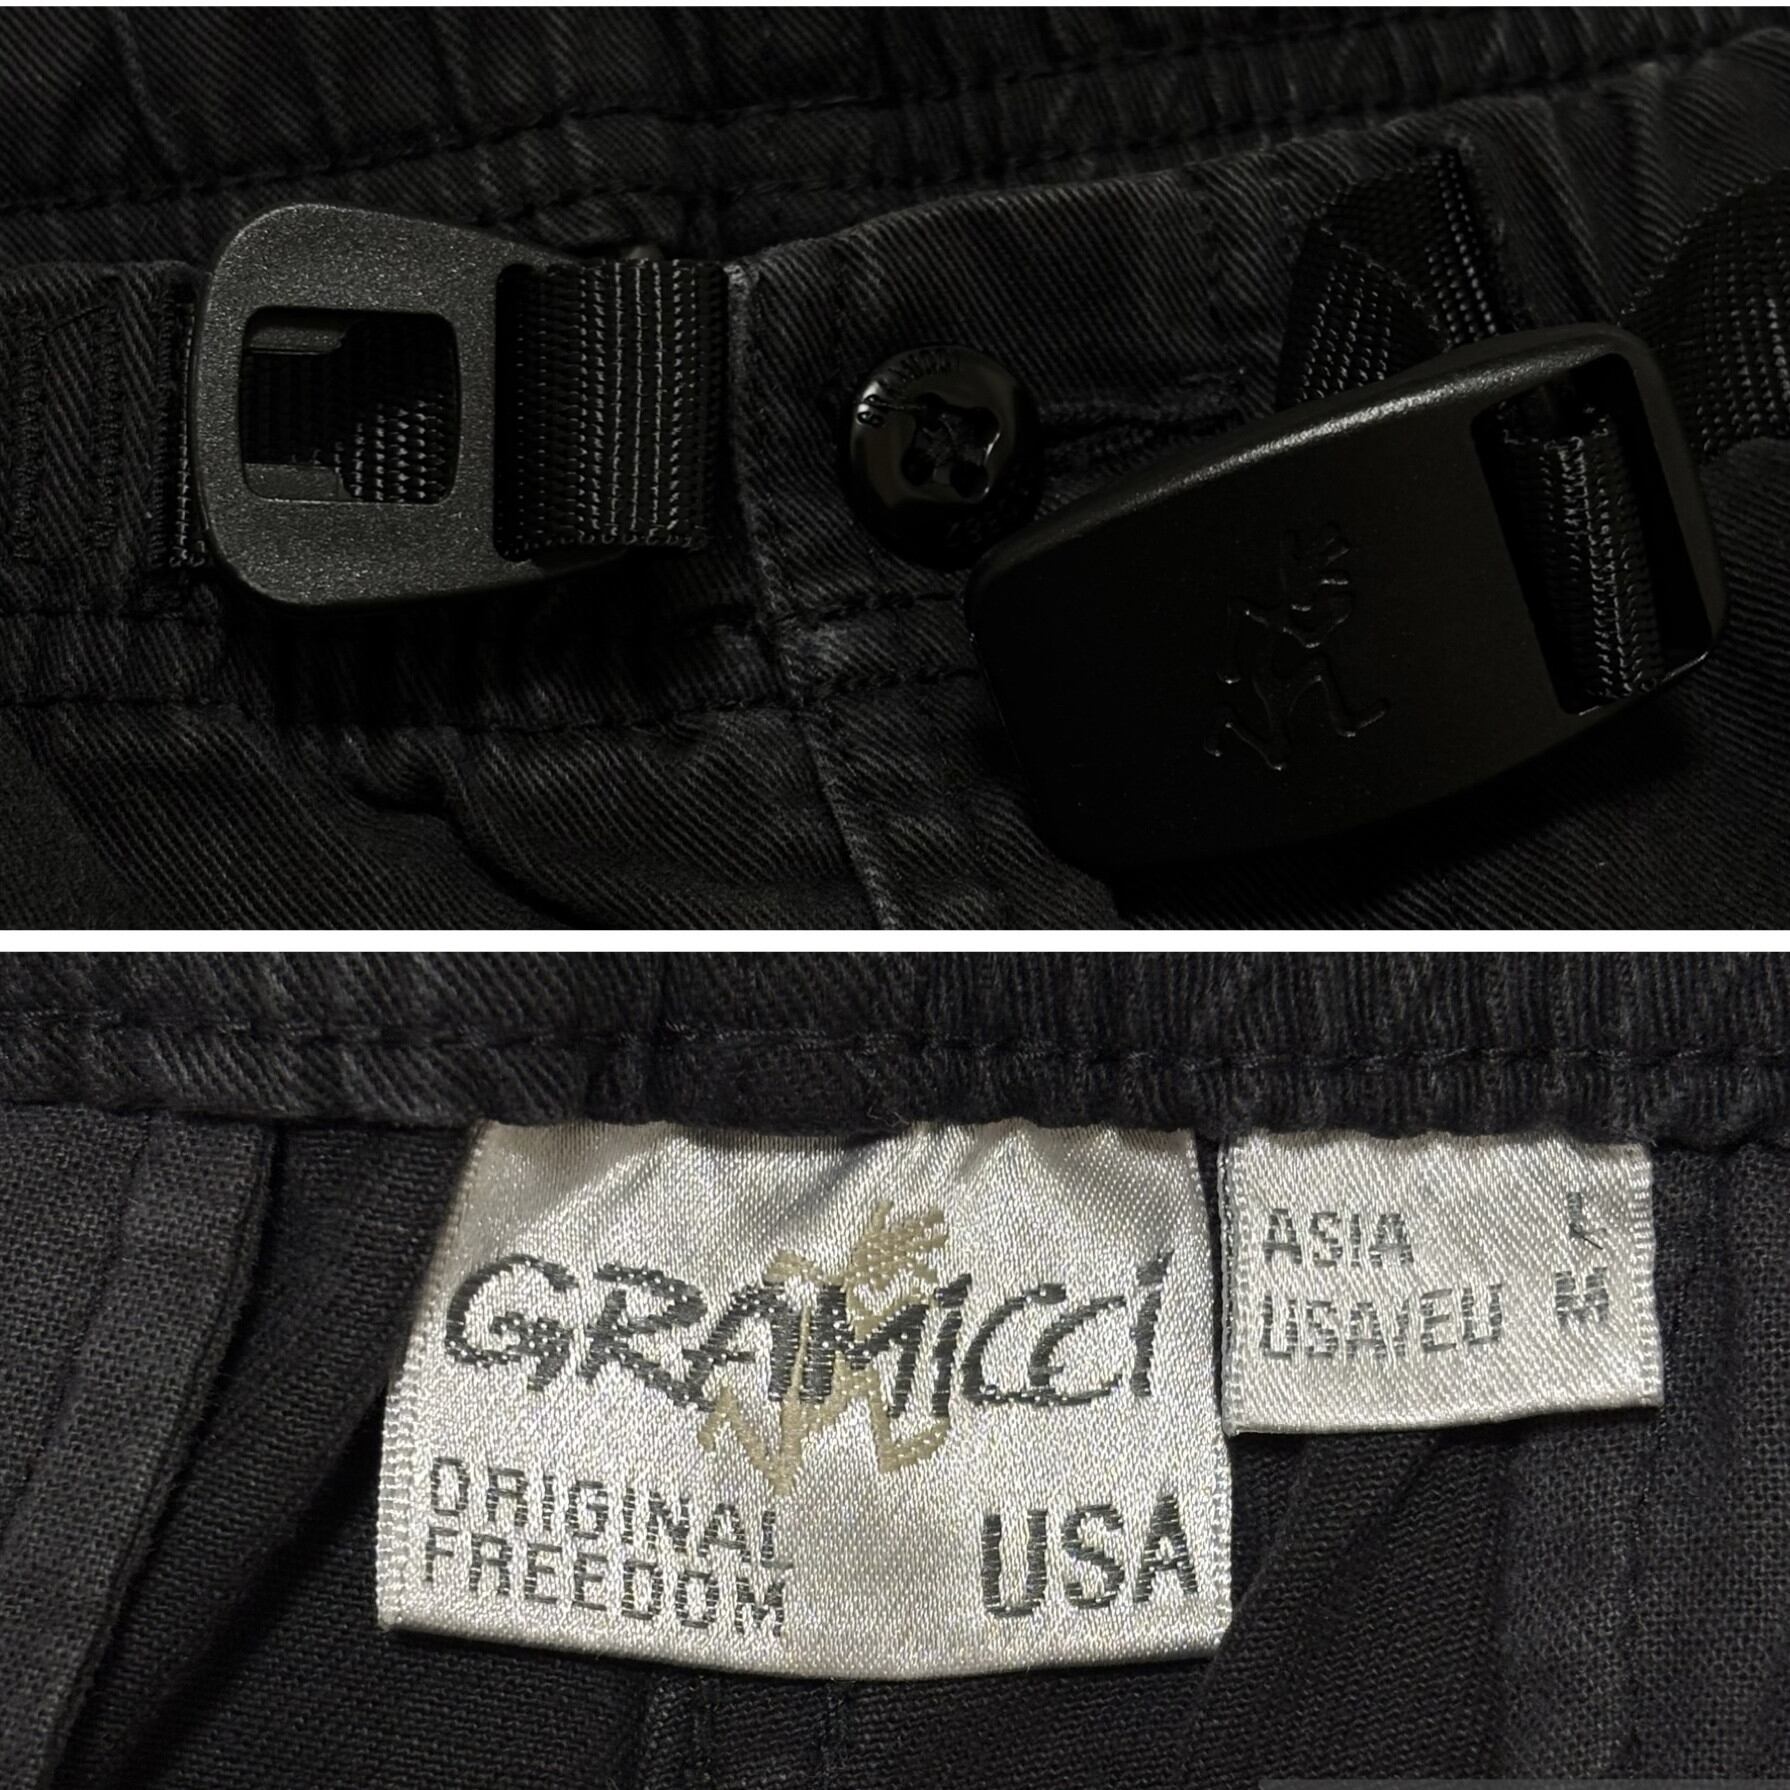 GRAMICCI
ORIGINAL
FREEDOM
USA
ASIA L
USA/EU M